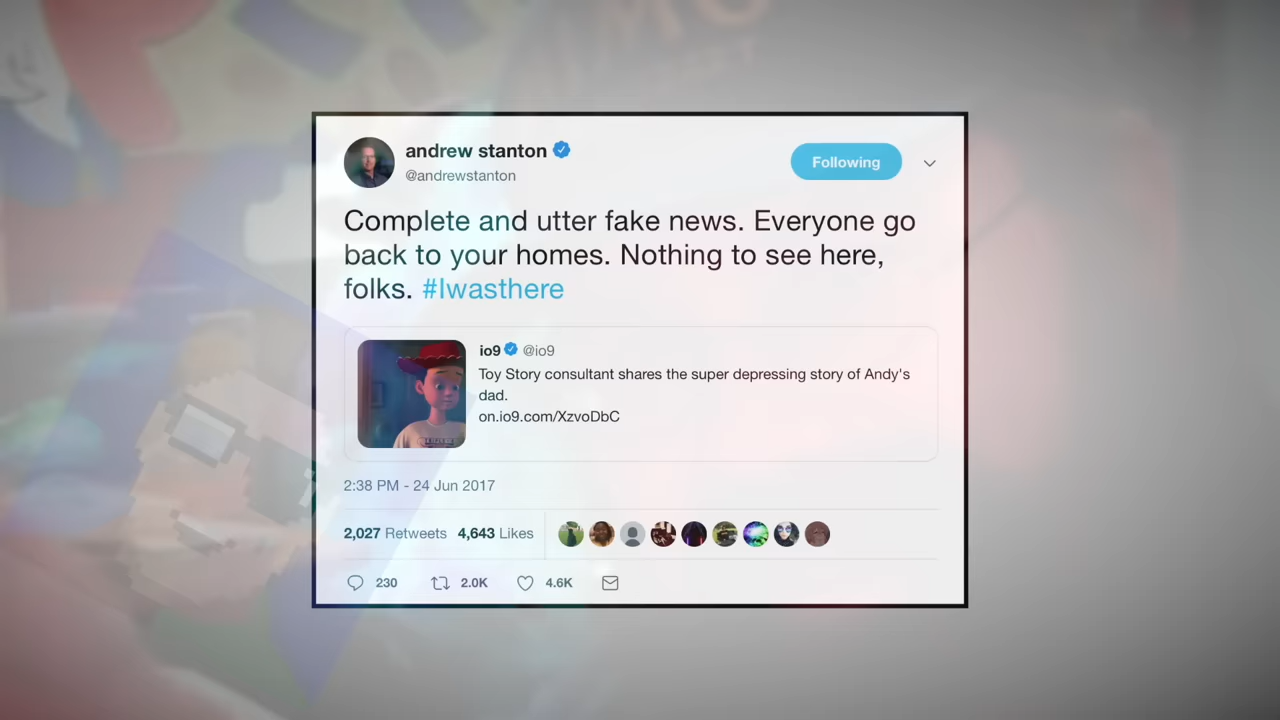 andrew stanton
@andrewstanton
Following
Complete and utter fake news. Everyone go
back to your homes. Nothing to see here,
folks. #Iwasthere
io9 @io9
Toy Story consultant shares the super depressing story of Andy's
dad.
on.io9.com/XzvoDbC
2:38 PM - 24 Jun 2017
2,027 Retweets 4,643 Likes
230 2.0K 4.6K